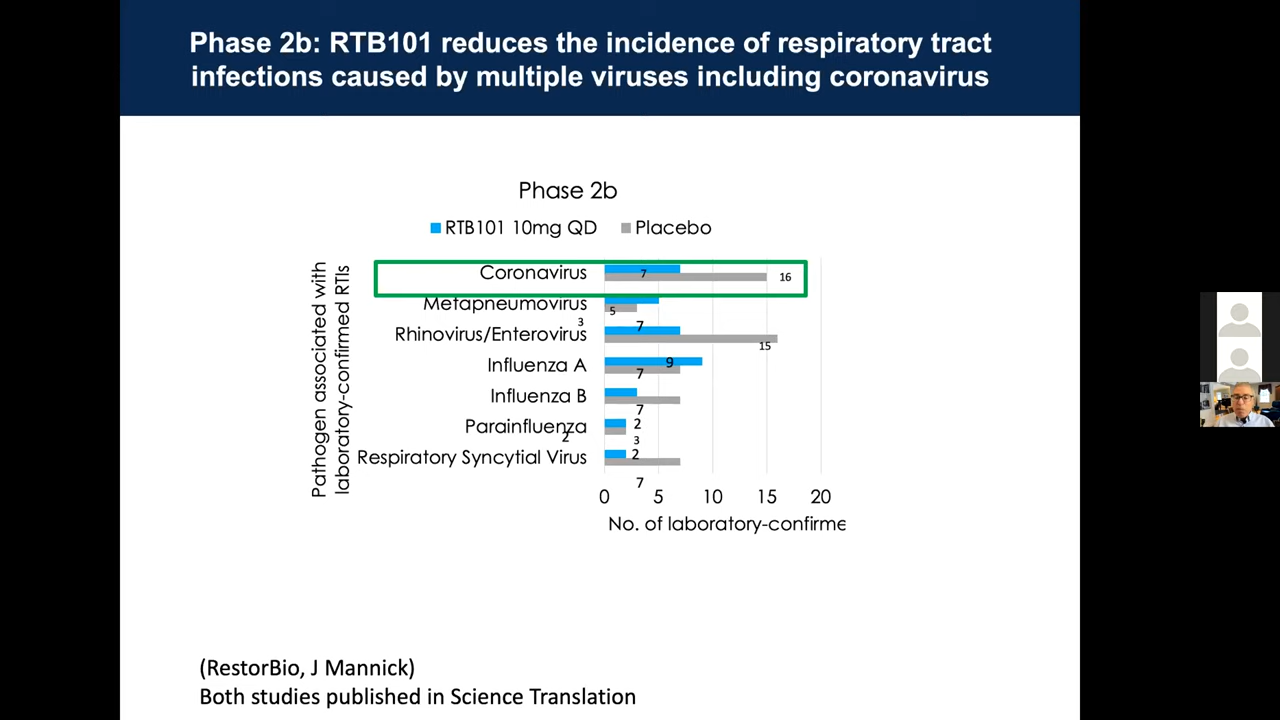 Phase 2b: RTB101 reduces the incidence of respiratory tract
infections caused by multiple viruses including coronavirus
Phase 2b
RTB101 10mg QD Placebo
Pathogen associated with
laboratory-confirmed RTIs
Coronavirus 7 16
Metapneumovirus 5
3 7
Rhinovirus/Enterovirus 15
Influenza A 9
7
Influenza B
7
Parainfluenza 2
2 3
Respiratory Syncytial Virus 2
7
0 5 10 15 20
No. of laboratory-confirme
(RestorBio, J Mannick)
Both studies published in Science Translation